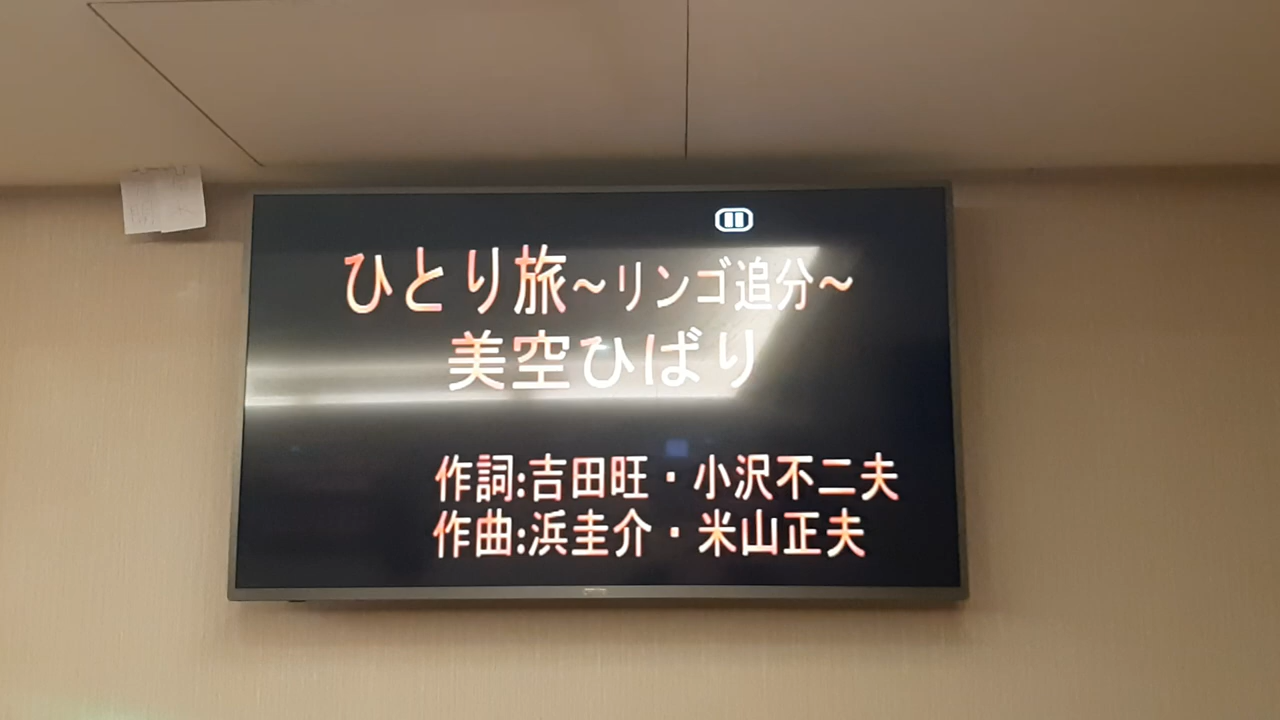 ひとり旅～リンゴ追分～
美空ひばり
作詞:吉田旺・小沢不二夫
作曲:浜圭介・米山正夫